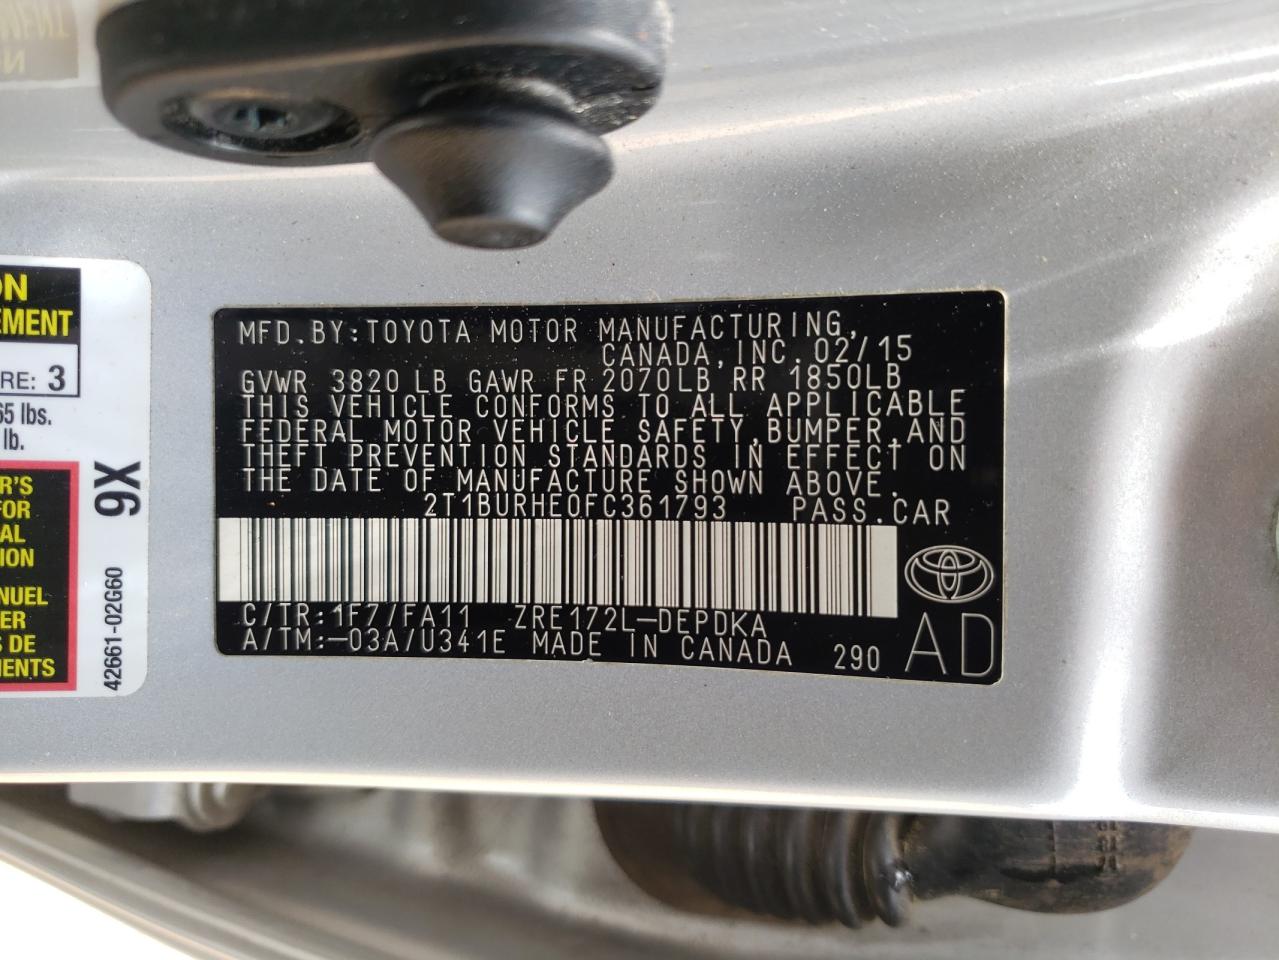 MFD.BY:TOYOTA MOTOR MANUFACTURING,
CANADA,INC. 02/15
GVWR 3820 LB GAWR FR 2070LB RR 1850LB
THIS VEHICLE CONFORMS TO ALL APPLICABLE
FEDERAL MOTOR VEHICLE SAFETY,BUMPER,AND
THEFT PREVENTION STANDARDS IN EFFECT ON
THE DATE OF MANUFACTURE SHOWN ABOVE.
2T1BURHE0FC361793 PASS.CAR
C/TR:1F7/FA11 ZRE172L-DEPDKA
A/TM:-03A/U341E MADE IN CANADA 290
AD
ON
EMENT
RE: 3
65 lbs.
lb.
R'S
FOR
AL
ION
NUEL
ER
S DE
MENTS
9X
42661-02G60